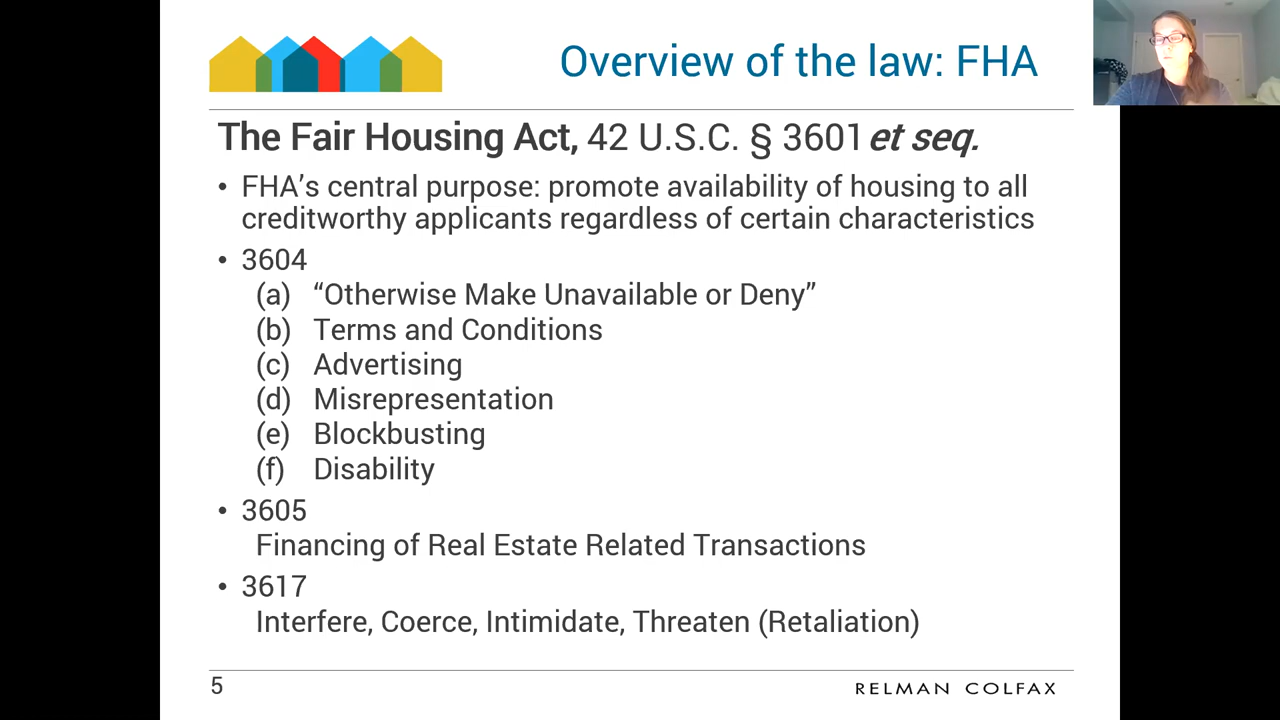 Overview of the law: FHA
The Fair Housing Act, 42 U.S.C. § 3601 et seq.
• FHA’s central purpose: promote availability of housing to all
creditworthy applicants regardless of certain characteristics
• 3604
(a) “Otherwise Make Unavailable or Deny”
(b) Terms and Conditions
(c) Advertising
(d) Misrepresentation
(e) Blockbusting
(f) Disability
• 3605
Financing of Real Estate Related Transactions
• 3617
Interfere, Coerce, Intimidate, Threaten (Retaliation)
5
RELMAN COLFAX